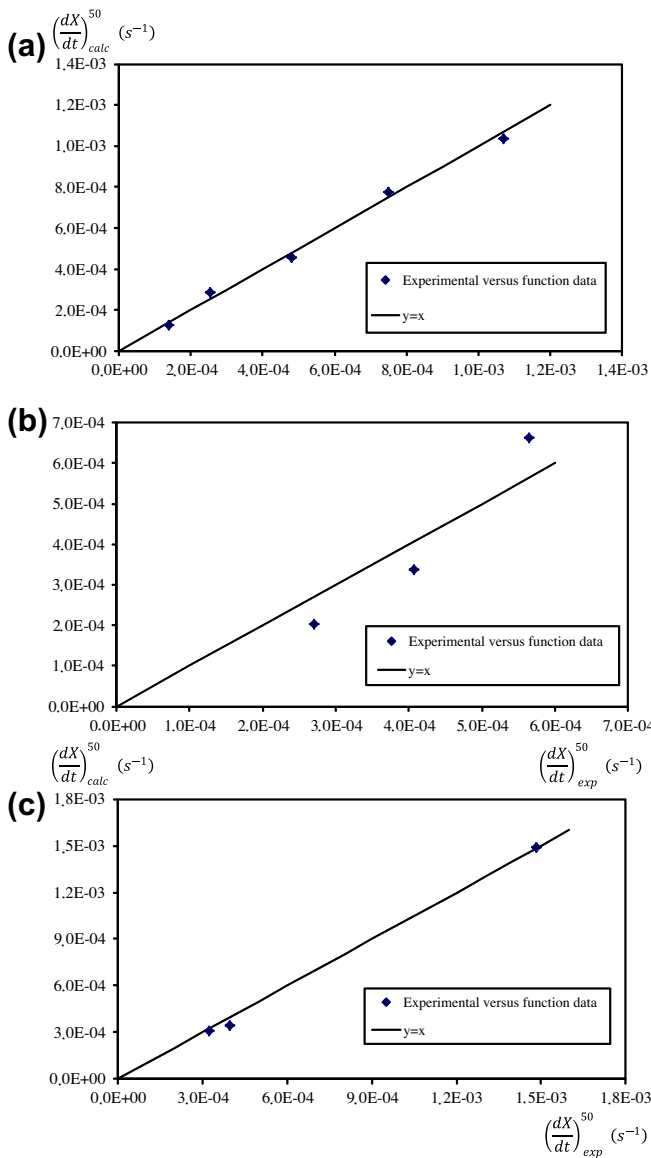 (a)
(dX/dt)^50_calc (s^−1)
1,4E-03
1,2E-03
1,0E-03
8,0E-04
6,0E-04
4,0E-04
2,0E-04
0,0E+00
Experimental versus function data
y=x
0,0E+00 2,0E-04 4,0E-04 6,0E-04 8,0E-04 1,0E-03 1,2E-03 1,4E-03
(b)
7,0E-04
6,0E-04
5,0E-04
4,0E-04
3,0E-04
2,0E-04
1,0E-04
0,0E+00
Experimental versus function data
y=x
0,0E+00 1,0E-04 2,0E-04 3,0E-04 4,0E-04 5,0E-04 6,0E-04 7,0E-04
(dX/dt)^50_calc (s^−1) (dX/dt)^50_exp (s^−1)
(c)
1,8E-03
1,5E-03
1,2E-03
9,0E-04
6,0E-04
3,0E-04
0,0E+00
Experimental versus function data
y=x
0,0E+00 3,0E-04 6,0E-04 9,0E-04 1,2E-03 1,5E-03 1,8E-03
(dX/dt)^50_exp (s^−1)